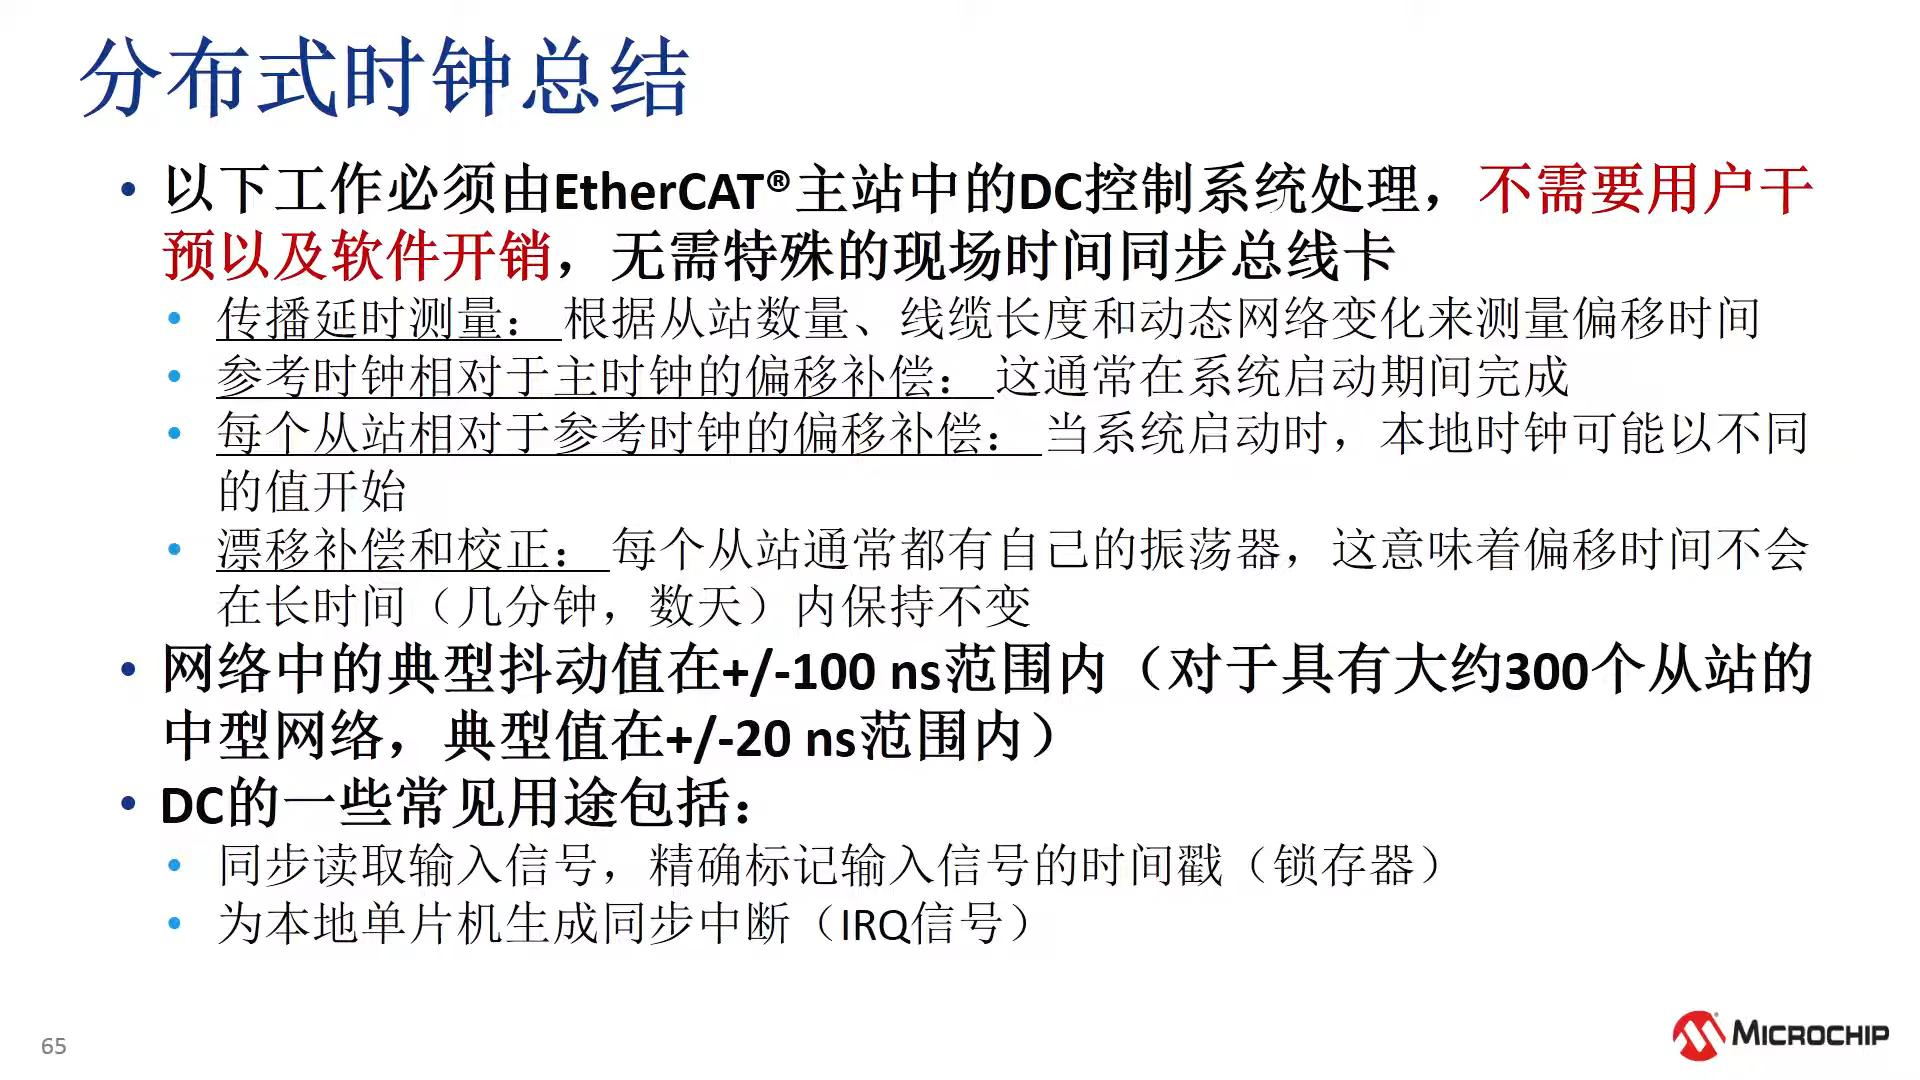 分布式时钟总结
• 以下工作必须由EtherCAT®主站中的DC控制系统处理，不需要用户干
预以及软件开销，无需特殊的现场时间同步总线卡
• 传播延时测量： 根据从站数量、线缆长度和动态网络变化来测量偏移时间
• 参考时钟相对于主时钟的偏移补偿： 这通常在系统启动期间完成
• 每个从站相对于参考时钟的偏移补偿： 当系统启动时，本地时钟可能以不同
的值开始
• 漂移补偿和校正： 每个从站通常都有自己的振荡器，这意味着偏移时间不会
在长时间（几分钟，数天）内保持不变
• 网络中的典型抖动值在+/-100 ns范围内（对于具有大约300个从站的
中型网络，典型值在+/-20 ns范围内）
• DC的一些常见用途包括：
• 同步读取输入信号，精确标记输入信号的时间戳（锁存器）
• 为本地单片机生成同步中断（IRQ信号）
65
MICROCHIP